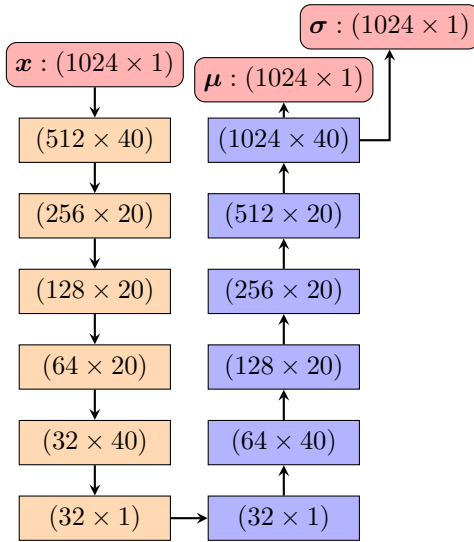 x : (1024 × 1)
(512 × 40)
(256 × 20)
(128 × 20)
(64 × 20)
(32 × 40)
(32 × 1)
σ : (1024 × 1)
μ : (1024 × 1)
(1024 × 40)
(512 × 20)
(256 × 20)
(128 × 20)
(64 × 40)
(32 × 1)